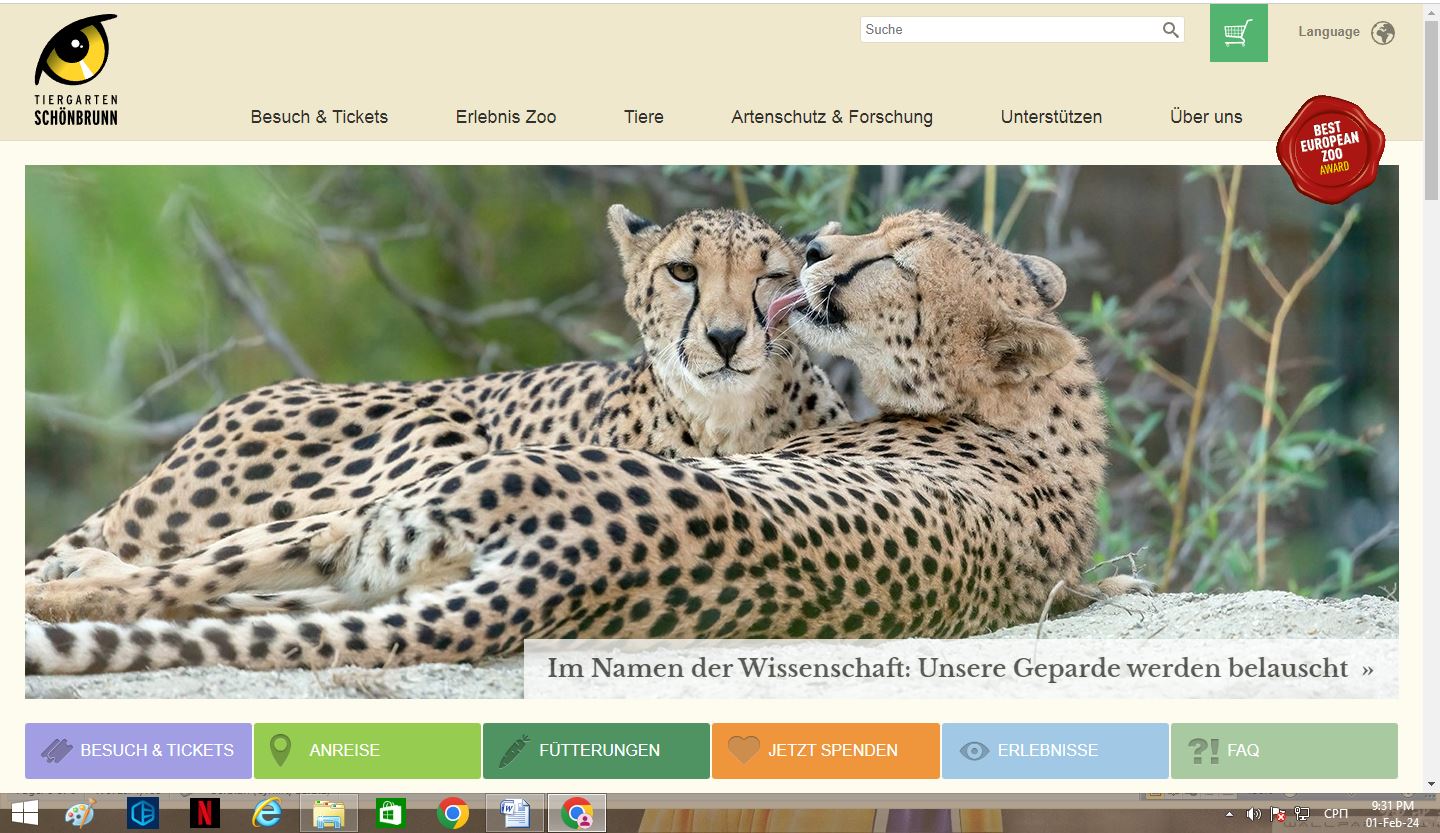 Suche
Language
TIERGARTEN
SCHÖNBRUNN
Besuch & Tickets
Erlebnis Zoo
Tiere
Artenschutz & Forschung
Unterstützen
Über uns
BEST
EUROPEAN
ZOO
AWARD
Im Namen der Wissenschaft: Unsere Geparde werden belauscht »
BESUCH & TICKETS
ANREISE
FÜTTERUNGEN
JETZT SPENDEN
ERLEBNISSE
?! FAQ
СРП
9:31 PM
01-Feb-24